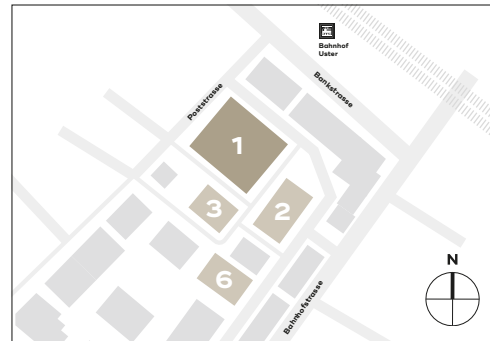 Bahnhof
Uster
Bankstrasse
Poststrasse
1
3
2
6
N
Bahnhofstrasse